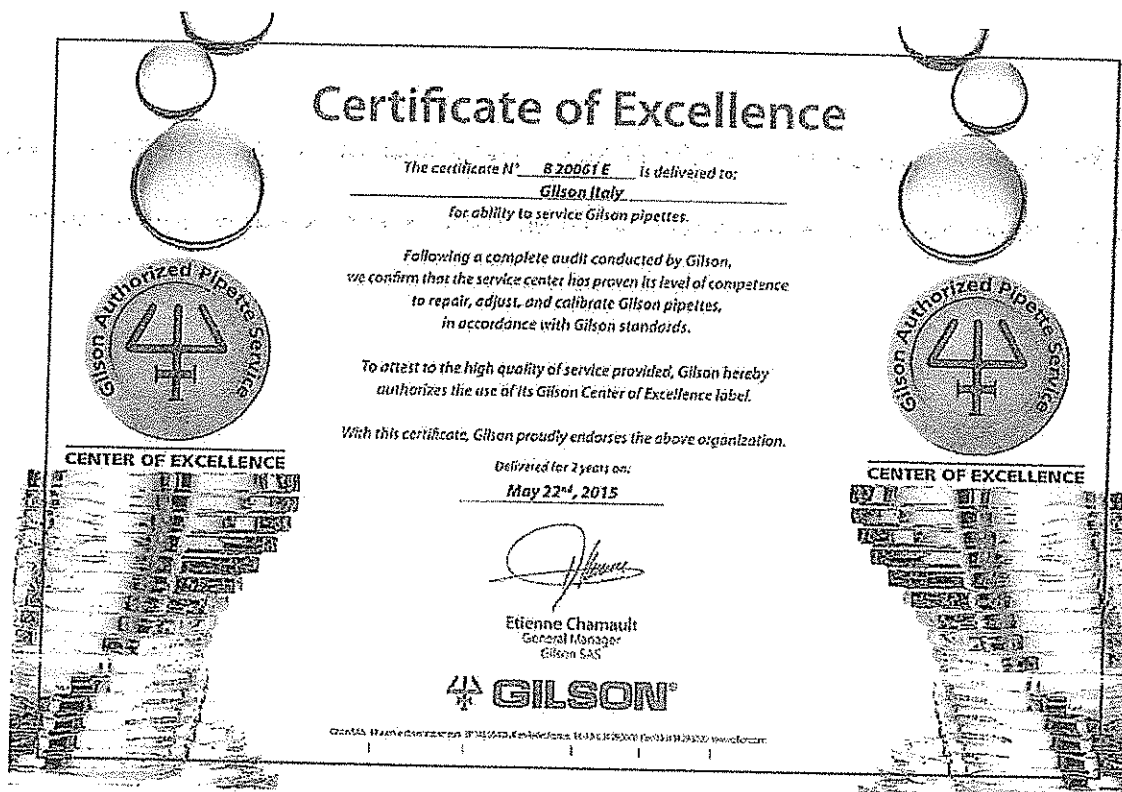 Certificate of Excellence
The certificate N° B 20061 E is delivered to:
Gilson Italy
for ability to service Gilson pipettes.
Following a complete audit conducted by Gilson,
we confirm that the service center has proven its level of competence
to repair, adjust, and calibrate Gilson pipettes,
in accordance with Gilson standards.
To attest to the high quality of service provided, Gilson hereby
authorizes the use of its Gilson Center of Excellence label.
With this certificate, Gilson proudly endorses the above organization.
Delivered for 2 years on:
May 22nd, 2015
Etienne Chamault
General Manager
Gilson SAS
GILSON®
Gilson Authorized Pipette Service
CENTER OF EXCELLENCE
Gilson Authorized Pipette Service
CENTER OF EXCELLENCE